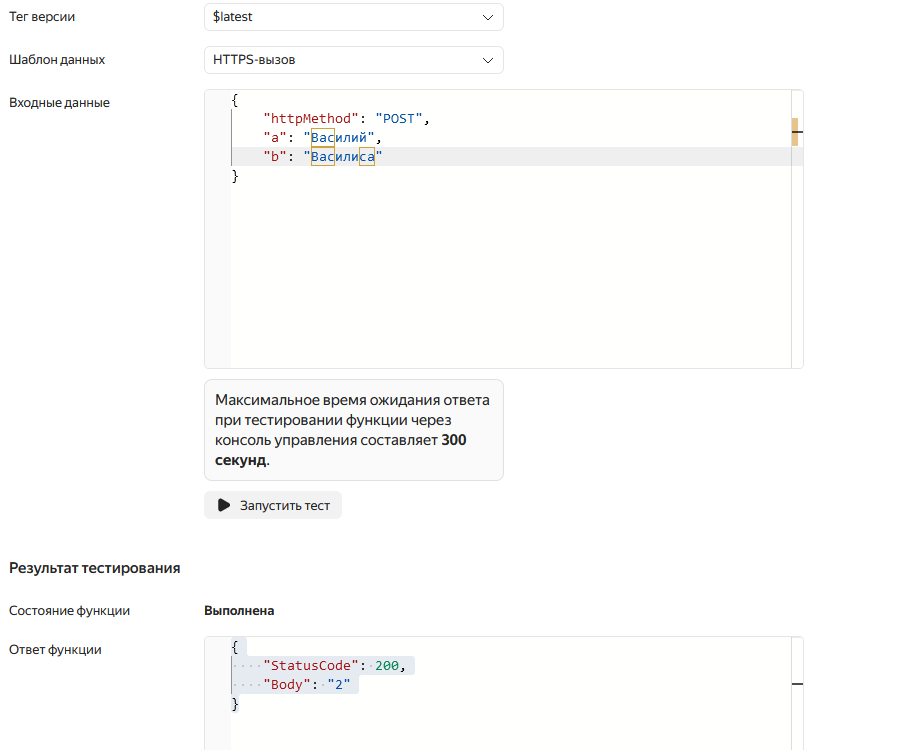 Тег версии
$latest
Шаблон данных
HTTPS-вызов
Входные данные
{
    "httpMethod": "POST",
    "a": "Василий",
    "b": "Василиса"
}
Максимальное время ожидания ответа
при тестировании функции через
консоль управления составляет 300
секунд.
Запустить тест
Результат тестирования
Состояние функции
Выполнена
Ответ функции
{
    "StatusCode": 200,
    "Body": "2"
}